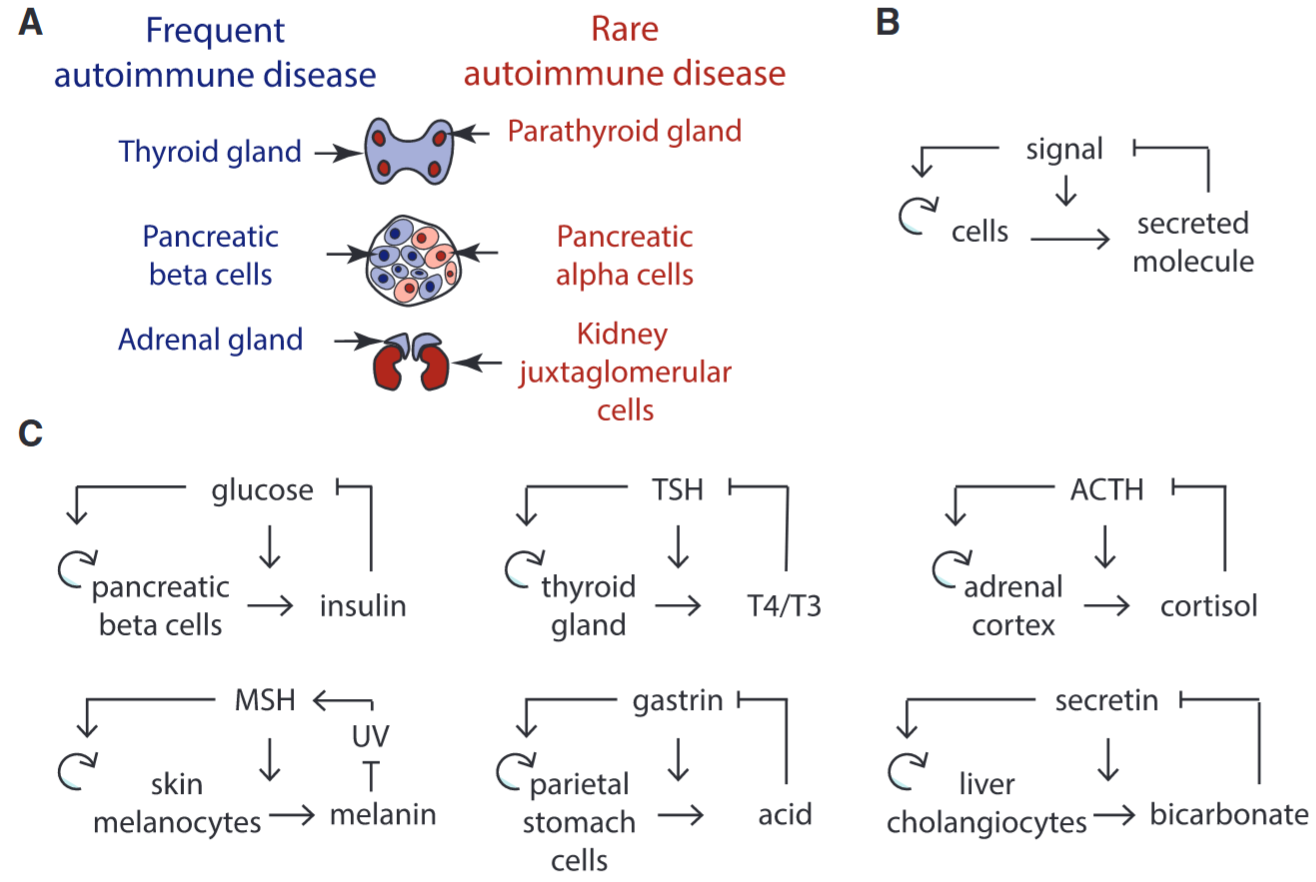 A
Frequent
autoimmune disease
Rare
autoimmune disease
Thyroid gland
Parathyroid gland
Pancreatic
beta cells
Pancreatic
alpha cells
Adrenal gland
Kidney
juxtaglomerular
cells
B
signal
cells
secreted
molecule
C
glucose
pancreatic
beta cells
insulin
TSH
thyroid
gland
T4/T3
ACTH
adrenal
cortex
cortisol
MSH
UV
skin
melanocytes
melanin
gastrin
parietal
stomach
cells
acid
secretin
liver
cholangiocytes
bicarbonate